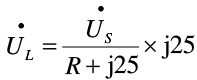 U̇_L = U̇_S / (R + j25) × j25